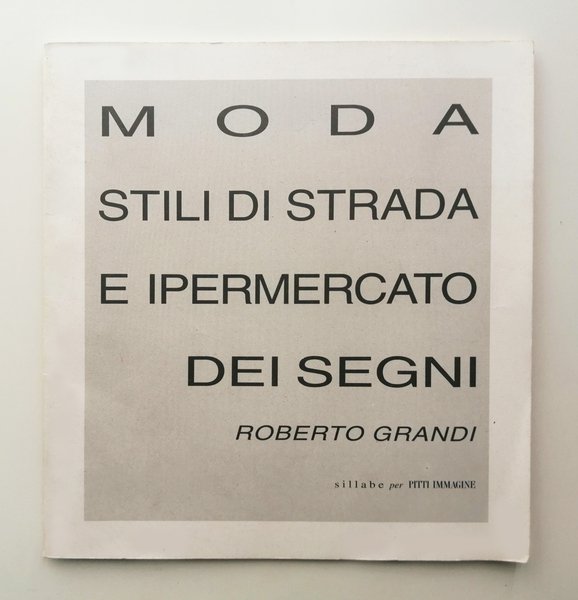 MODA
STILI DI STRADA
E IPERMERCATO
DEI SEGNI
ROBERTO GRANDI
sillabe per PITTI IMMAGINE